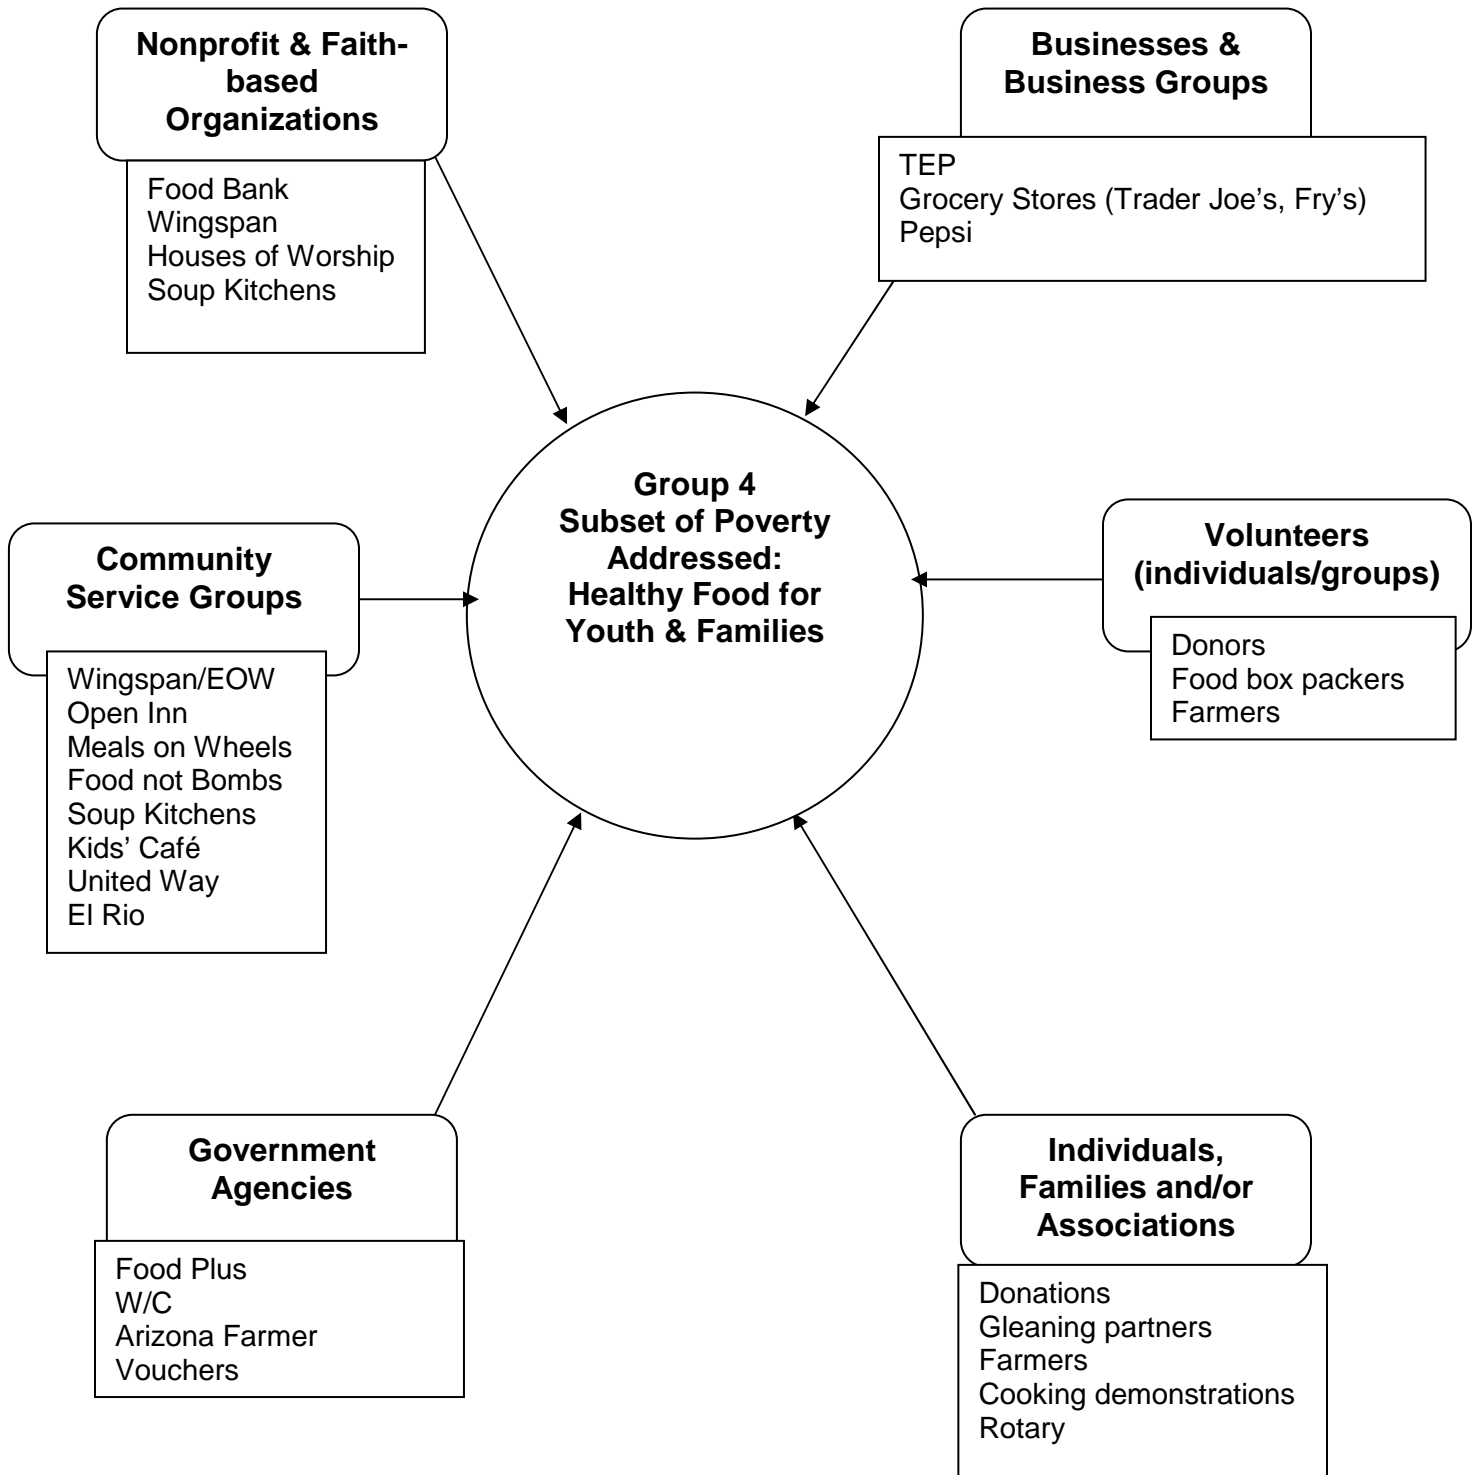 Nonprofit & Faith-
based
Organizations
Food Bank
Wingspan
Houses of Worship
Soup Kitchens
Businesses &
Business Groups
TEP
Grocery Stores (Trader Joe’s, Fry’s)
Pepsi
Group 4
Subset of Poverty
Addressed:
Healthy Food for
Youth & Families
Community
Service Groups
Wingspan/EOW
Open Inn
Meals on Wheels
Food not Bombs
Soup Kitchens
Kids’ Café
United Way
El Rio
Volunteers
(individuals/groups)
Donors
Food box packers
Farmers
Government
Agencies
Food Plus
W/C
Arizona Farmer
Vouchers
Individuals,
Families and/or
Associations
Donations
Gleaning partners
Farmers
Cooking demonstrations
Rotary